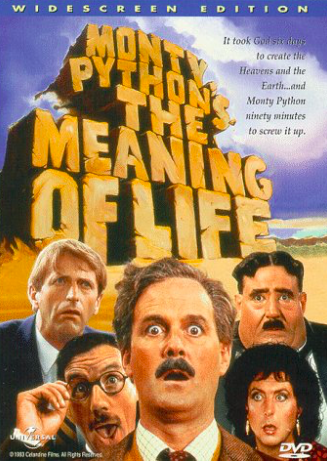 WIDESCREEN EDITION
MONTY
PYTHON'S
THE
MEANING
OF LIFE
It took God six days
to create the
Heavens and the
Earth...and
Monty Python
ninety minutes
to screw it up.
UNIVERSAL
©1983 Celandine Films. All Rights Reserved.
DVD